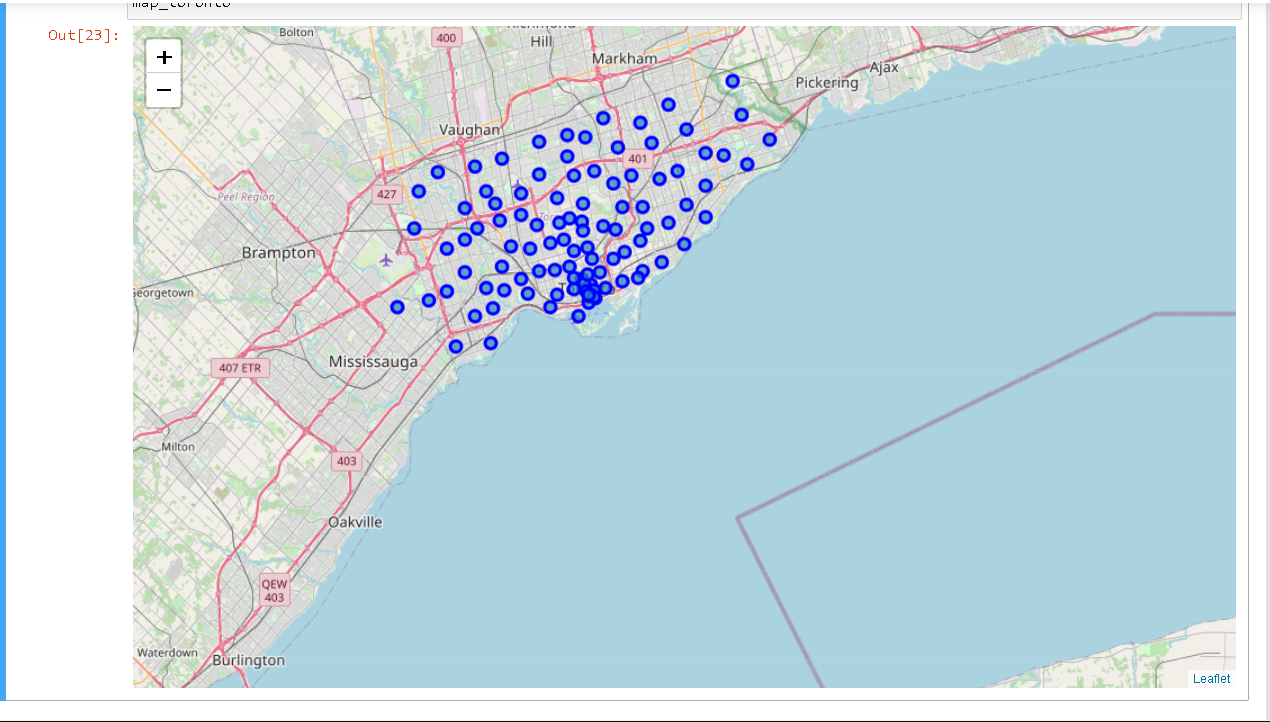 map_toronto
Out[23]:
+
−
Bolton
400
Richmond
Hill
Markham
Ajax
Pickering
Vaughan
401
427
Peel Region
Brampton
Georgetown
Mississauga
407 ETR
Milton
403
Oakville
QEW
403
Waterdown
Burlington
Leaflet